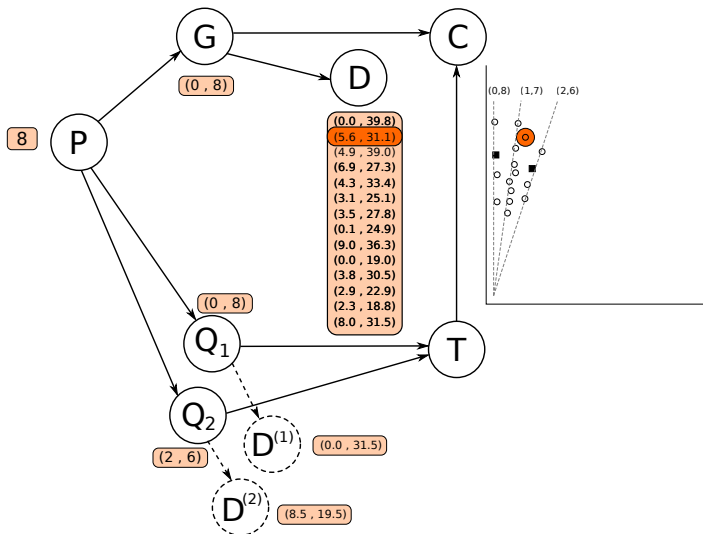 G
C
D
(0 , 8)
P
8
(0.0 , 39.8)
(5.6 , 31.1)
(4.9 , 39.0)
(6.9 , 27.3)
(4.3 , 33.4)
(3.1 , 25.1)
(3.5 , 27.8)
(0.1 , 24.9)
(9.0 , 36.3)
(0.0 , 19.0)
(3.8 , 30.5)
(2.9 , 22.9)
(2.3 , 18.8)
(8.0 , 31.5)
(0,8) (1,7) (2,6)
(0 , 8)
Q1
T
Q2
(2 , 6)
D(1)
(0.0 , 31.5)
D(2)
(8.5 , 19.5)